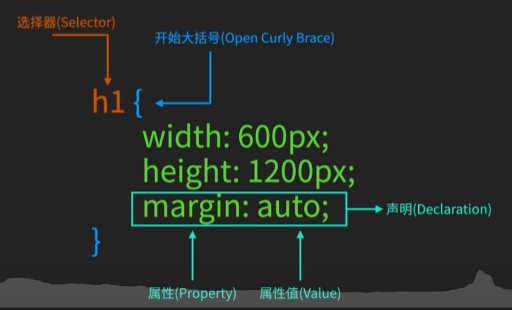 选择器(Selector)
开始大括号(Open Curly Brace)
h1 {
width: 600px;
height: 1200px;
margin: auto;
声明(Declaration)
}
属性(Property)
属性值(Value)